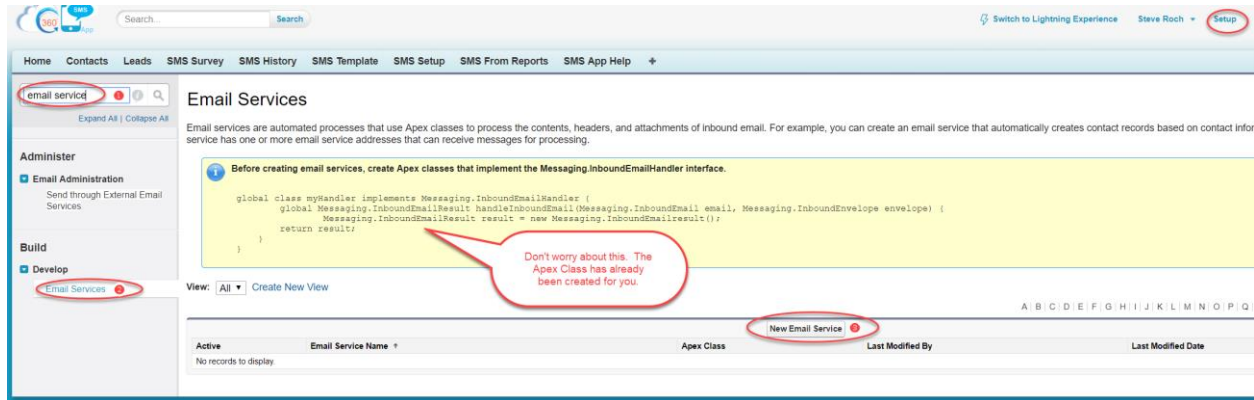 SMS
360
App
Search...
Search
Switch to Lightning Experience
Steve Roch
Setup
Home Contacts Leads SMS Survey SMS History SMS Template SMS Setup SMS From Reports SMS App Help +
email service
Expand All | Collapse All
Administer
Email Administration
Send through External Email
Services
Build
Develop
Email Services
Email Services
Email services are automated processes that use Apex classes to process the contents, headers, and attachments of inbound email. For example, you can create an email service that automatically creates contact records based on contact infor
service has one or more email service addresses that can receive messages for processing.
Before creating email services, create Apex classes that implement the Messaging.InboundEmailHandler interface.
global class myHandler implements Messaging.InboundEmailHandler {
global Messaging.InboundEmailResult handleInboundEmail(Messaging.InboundEmail email, Messaging.InboundEnvelope envelope) {
Messaging.InboundEmailResult result = new Messaging.InboundEmailresult();
return result;
}
}
Don't worry about this. The
Apex Class has already
been created for you.
View: All Create New View
A | B | C | D | E | F | G | H | I | J | K | L | M | N | O | P | Q
New Email Service
Active Email Service Name Apex Class Last Modified By Last Modified Date
No records to display.